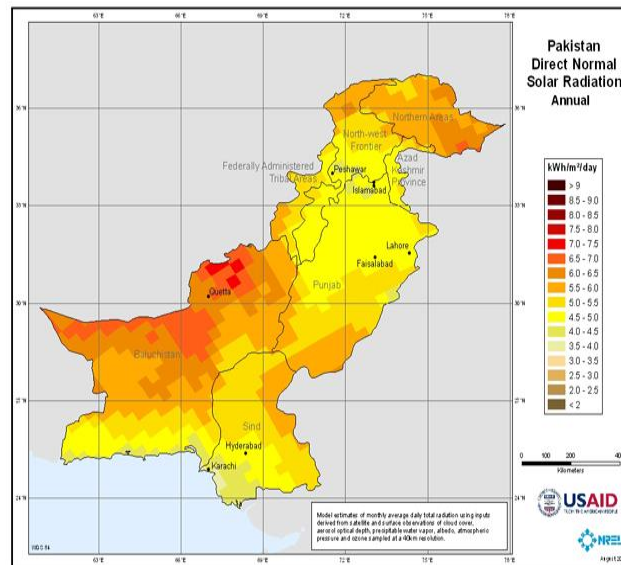 63°E 66°E 69°E 72°E 75°E 78°E
Pakistan
Direct Normal
Solar Radiation
Annual
36°N
Northern Areas
North-west
Frontier
Federally Administered
Tribal Areas
Azad
Kashmir
Province
Peshawar
Islamabad
33°N
Lahore
Faisalabad
Punjab
30°N
Quetta
Baluchistan
27°N
Sind
Hyderabad
Karachi
24°N
kWh/m²/day
> 9
8.5 - 9.0
8.0 - 8.5
7.5 - 8.0
7.0 - 7.5
6.5 - 7.0
6.0 - 6.5
5.5 - 6.0
5.0 - 5.5
4.5 - 5.0
4.0 - 4.5
3.5 - 4.0
3.0 - 3.5
2.5 - 3.0
2.0 - 2.5
< 2
0 100 200
Kilometers
Model estimates of monthly average daily total radiation using inputs
derived from satellite and surface observations of cloud cover,
aerosol optical depth, precipitable water vapor, albedo, atmospheric
pressure and ozone sampled at a 40km resolution.
USAID
FROM THE AMERICAN PEOPLE
NREL
WGS 84